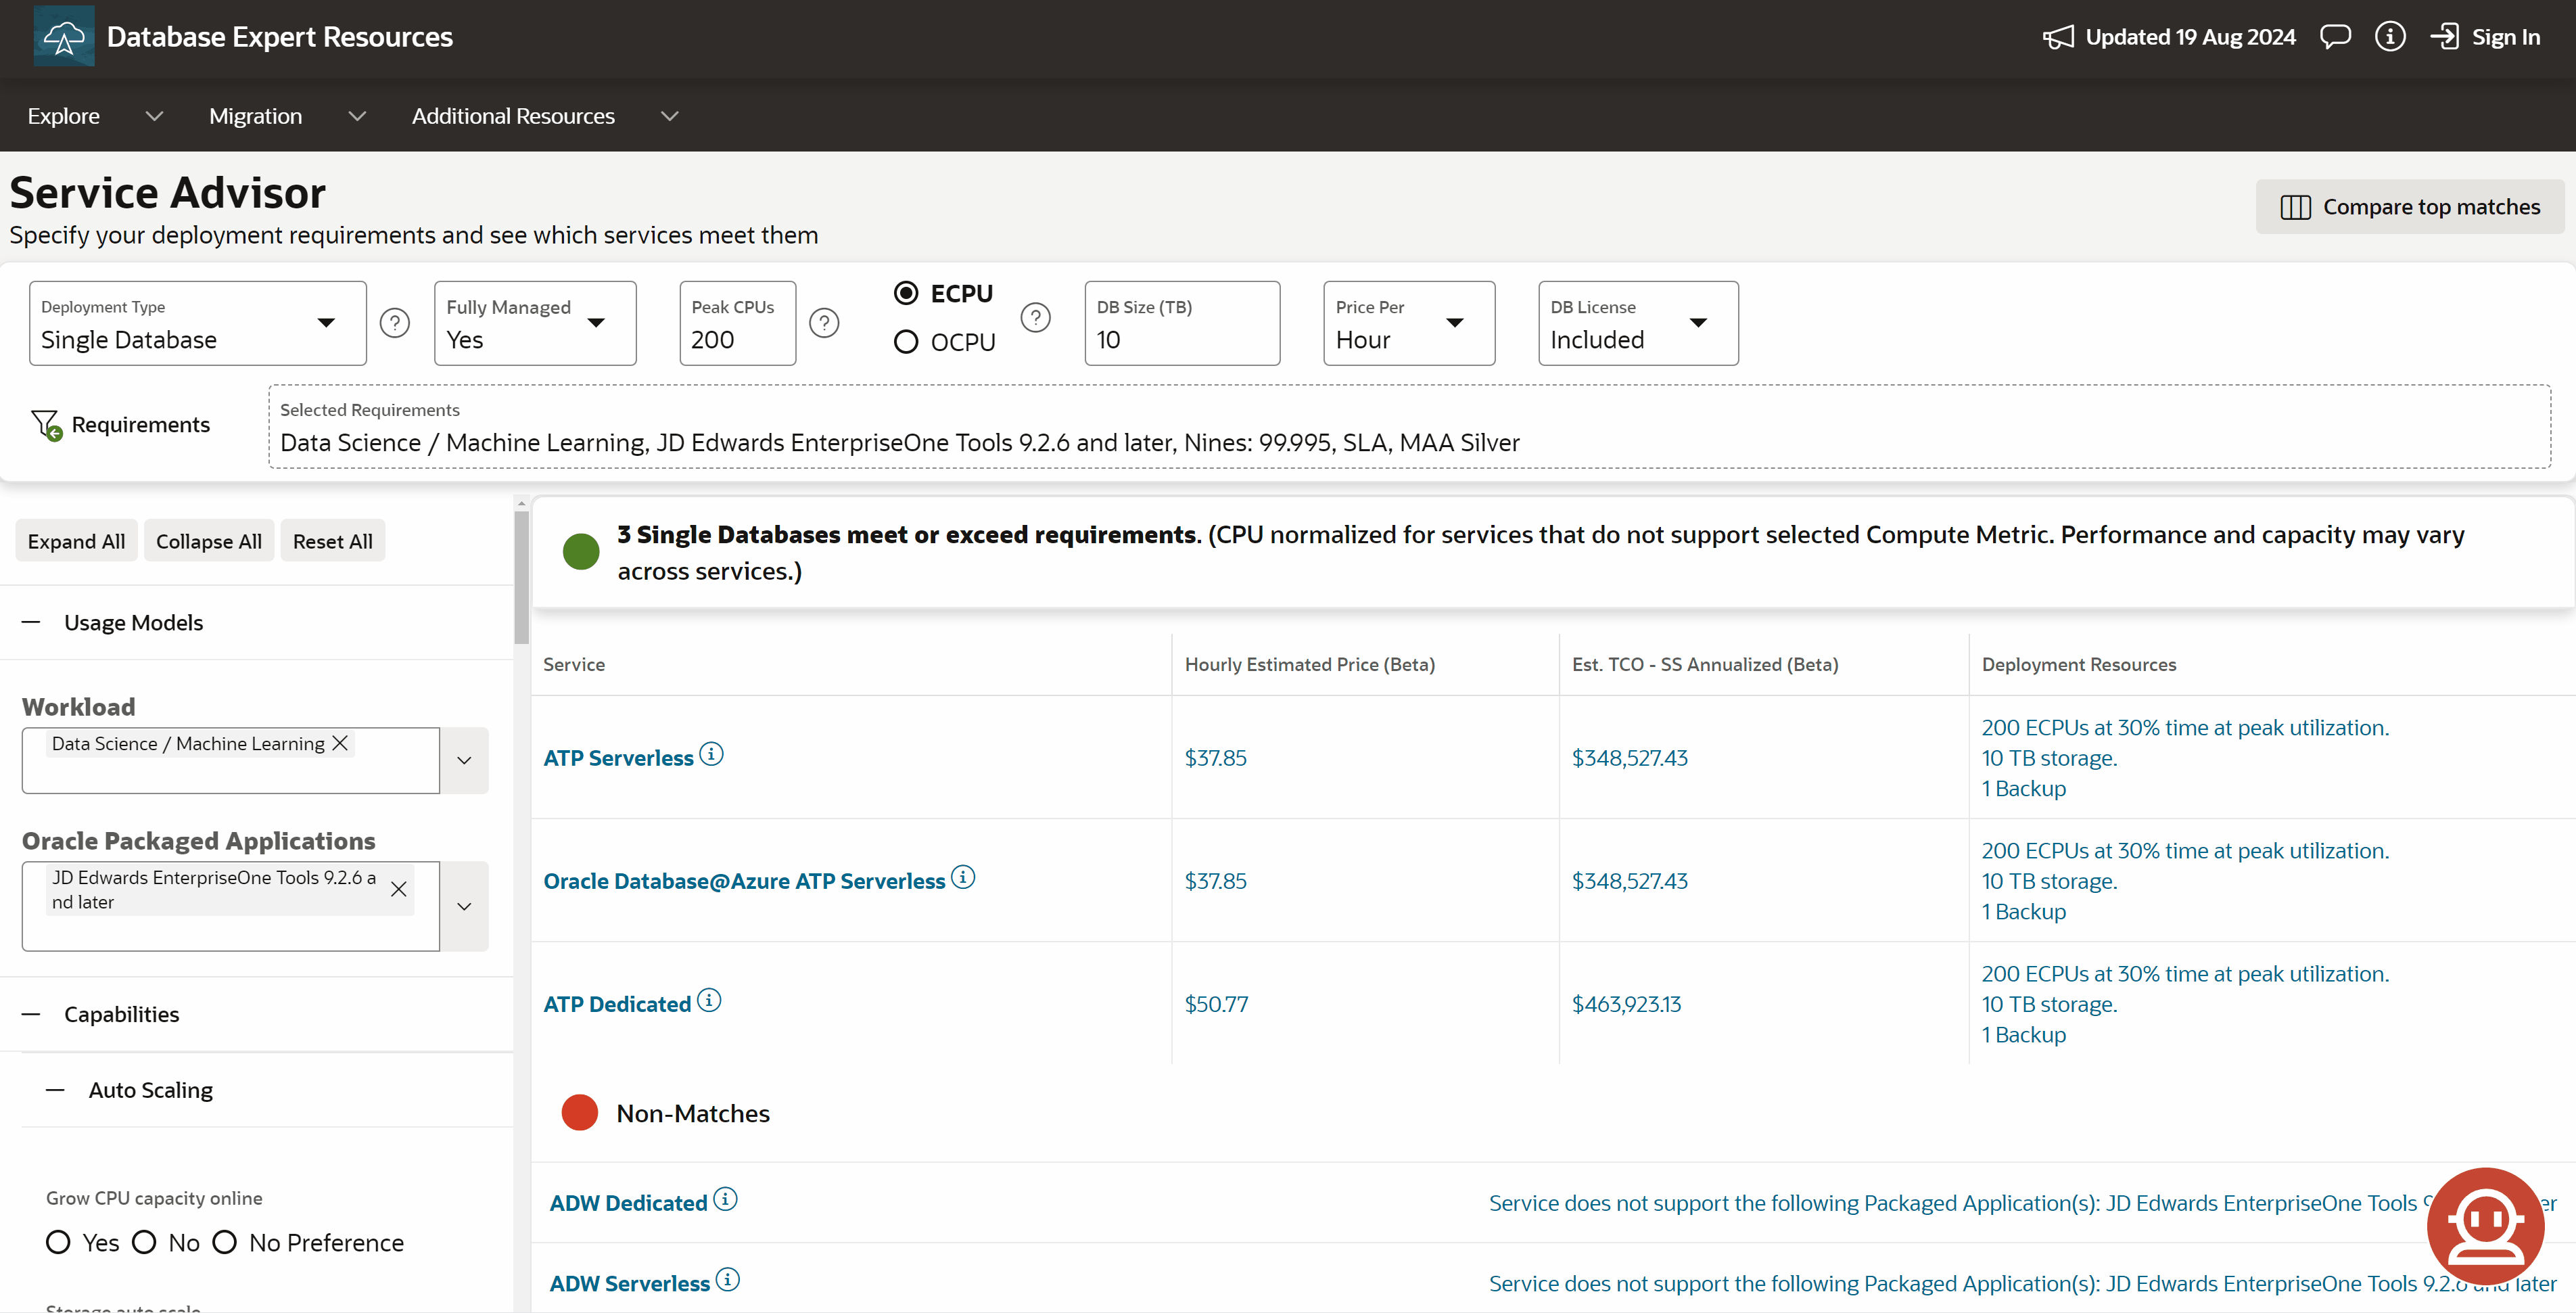 Database Expert Resources
Updated 19 Aug 2024
Sign In
Explore
Migration
Additional Resources
Service Advisor
Specify your deployment requirements and see which services meet them
Compare top matches
Deployment Type
Single Database
Fully Managed
Yes
Peak CPUs
200
ECPU
OCPU
DB Size (TB)
10
Price Per
Hour
DB License
Included
Requirements
Selected Requirements
Data Science / Machine Learning, JD Edwards EnterpriseOne Tools 9.2.6 and later, Nines: 99.995, SLA, MAA Silver
Expand All
Collapse All
Reset All
Usage Models
Workload
Data Science / Machine Learning
Oracle Packaged Applications
JD Edwards EnterpriseOne Tools 9.2.6 a
nd later
Capabilities
Auto Scaling
Grow CPU capacity online
Yes No No Preference
Storage auto scale
3 Single Databases meet or exceed requirements. (CPU normalized for services that do not support selected Compute Metric. Performance and capacity may vary
across services.)
Service
Hourly Estimated Price (Beta)
Est. TCO - SS Annualized (Beta)
Deployment Resources
ATP Serverless
$37.85
$348,527.43
200 ECPUs at 30% time at peak utilization.
10 TB storage.
1 Backup
Oracle Database@Azure ATP Serverless
$37.85
$348,527.43
200 ECPUs at 30% time at peak utilization.
10 TB storage.
1 Backup
ATP Dedicated
$50.77
$463,923.13
200 ECPUs at 30% time at peak utilization.
10 TB storage.
1 Backup
Non-Matches
ADW Dedicated
Service does not support the following Packaged Application(s): JD Edwards EnterpriseOne Tools
ADW Serverless
Service does not support the following Packaged Application(s): JD Edwards EnterpriseOne Tools 9.2.6 and later